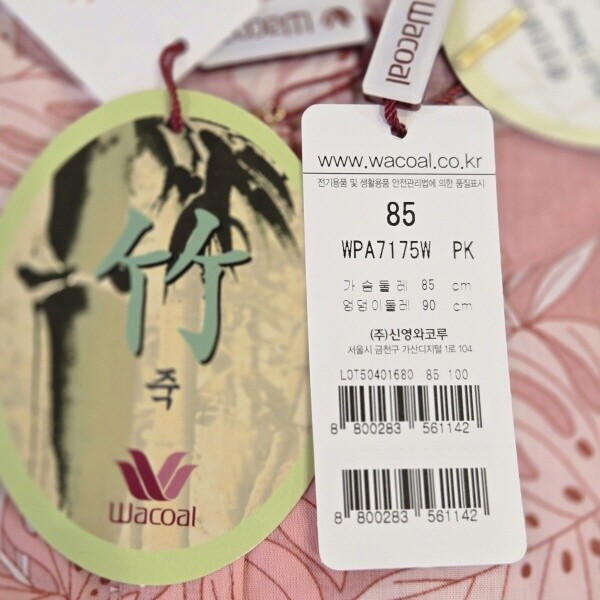 wacoal
Wacoal
竹
죽
Wacoal
www.wacoal.co.kr
전기용품 및 생활용품 안전관리법에 의한 품질표시
85
WPA7175W PK
가슴둘레 85 cm
엉덩이둘레 90 cm
(주)신영와코루
서울시 금천구 가산디지털 1로 104
LOT50401680 85 100
8 800283 561142
8 800283 561142